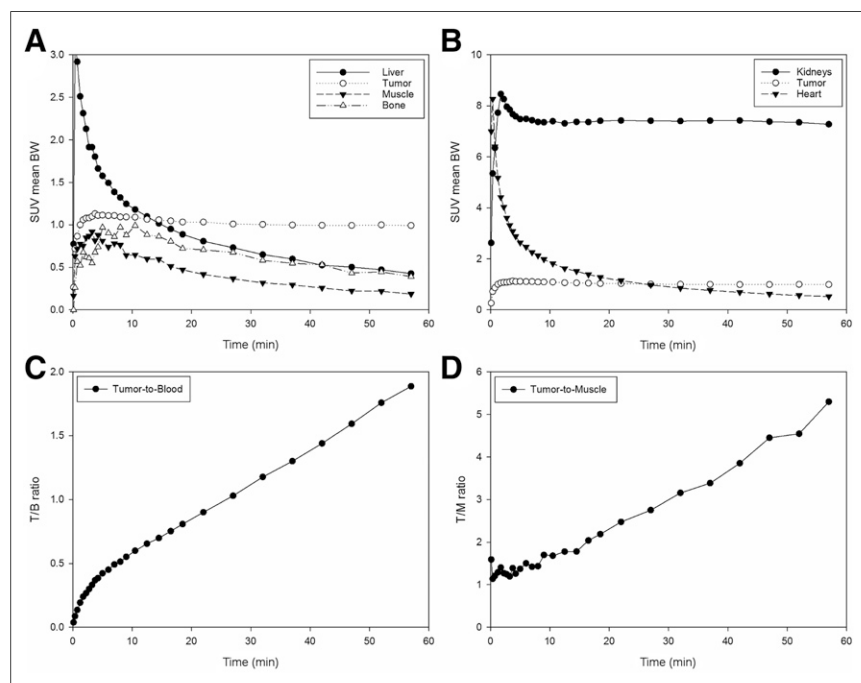 A
3.0
2.5
2.0
1.5
1.0
0.5
0.0
SUV mean BW
Liver
Tumor
Muscle
Bone
0 10 20 30 40 50 60
Time (min)
B
10
8
6
4
2
0
SUV mean BW
Kidneys
Tumor
Heart
0 10 20 30 40 50 60
Time (min)
C
2.0
1.5
1.0
0.5
0.0
T/B ratio
Tumor-to-Blood
0 10 20 30 40 50 60
Time (min)
D
6
5
4
3
2
1
0
T/M ratio
Tumor-to-Muscle
0 10 20 30 40 50 60
Time (min)